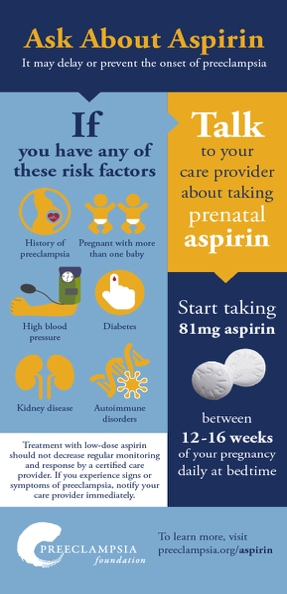 Ask About Aspirin
It may delay or prevent the onset of preeclampsia
If
you have any of
these risk factors
History of
preeclampsia
Pregnant with more
than one baby
High blood
pressure
Diabetes
Kidney disease
Autoimmune
disorders
Treatment with low-dose aspirin
should not decrease regular monitoring
and response by a certified care
provider. If you experience signs or
symptoms of preeclampsia, notify your
care provider immediately.
Talk
to your
care provider
about taking
prenatal
aspirin
Start taking
81mg aspirin
between
12-16 weeks
of your pregnancy
daily at bedtime
PREECLAMPSIA
foundation
To learn more, visit
preeclampsia.org/aspirin